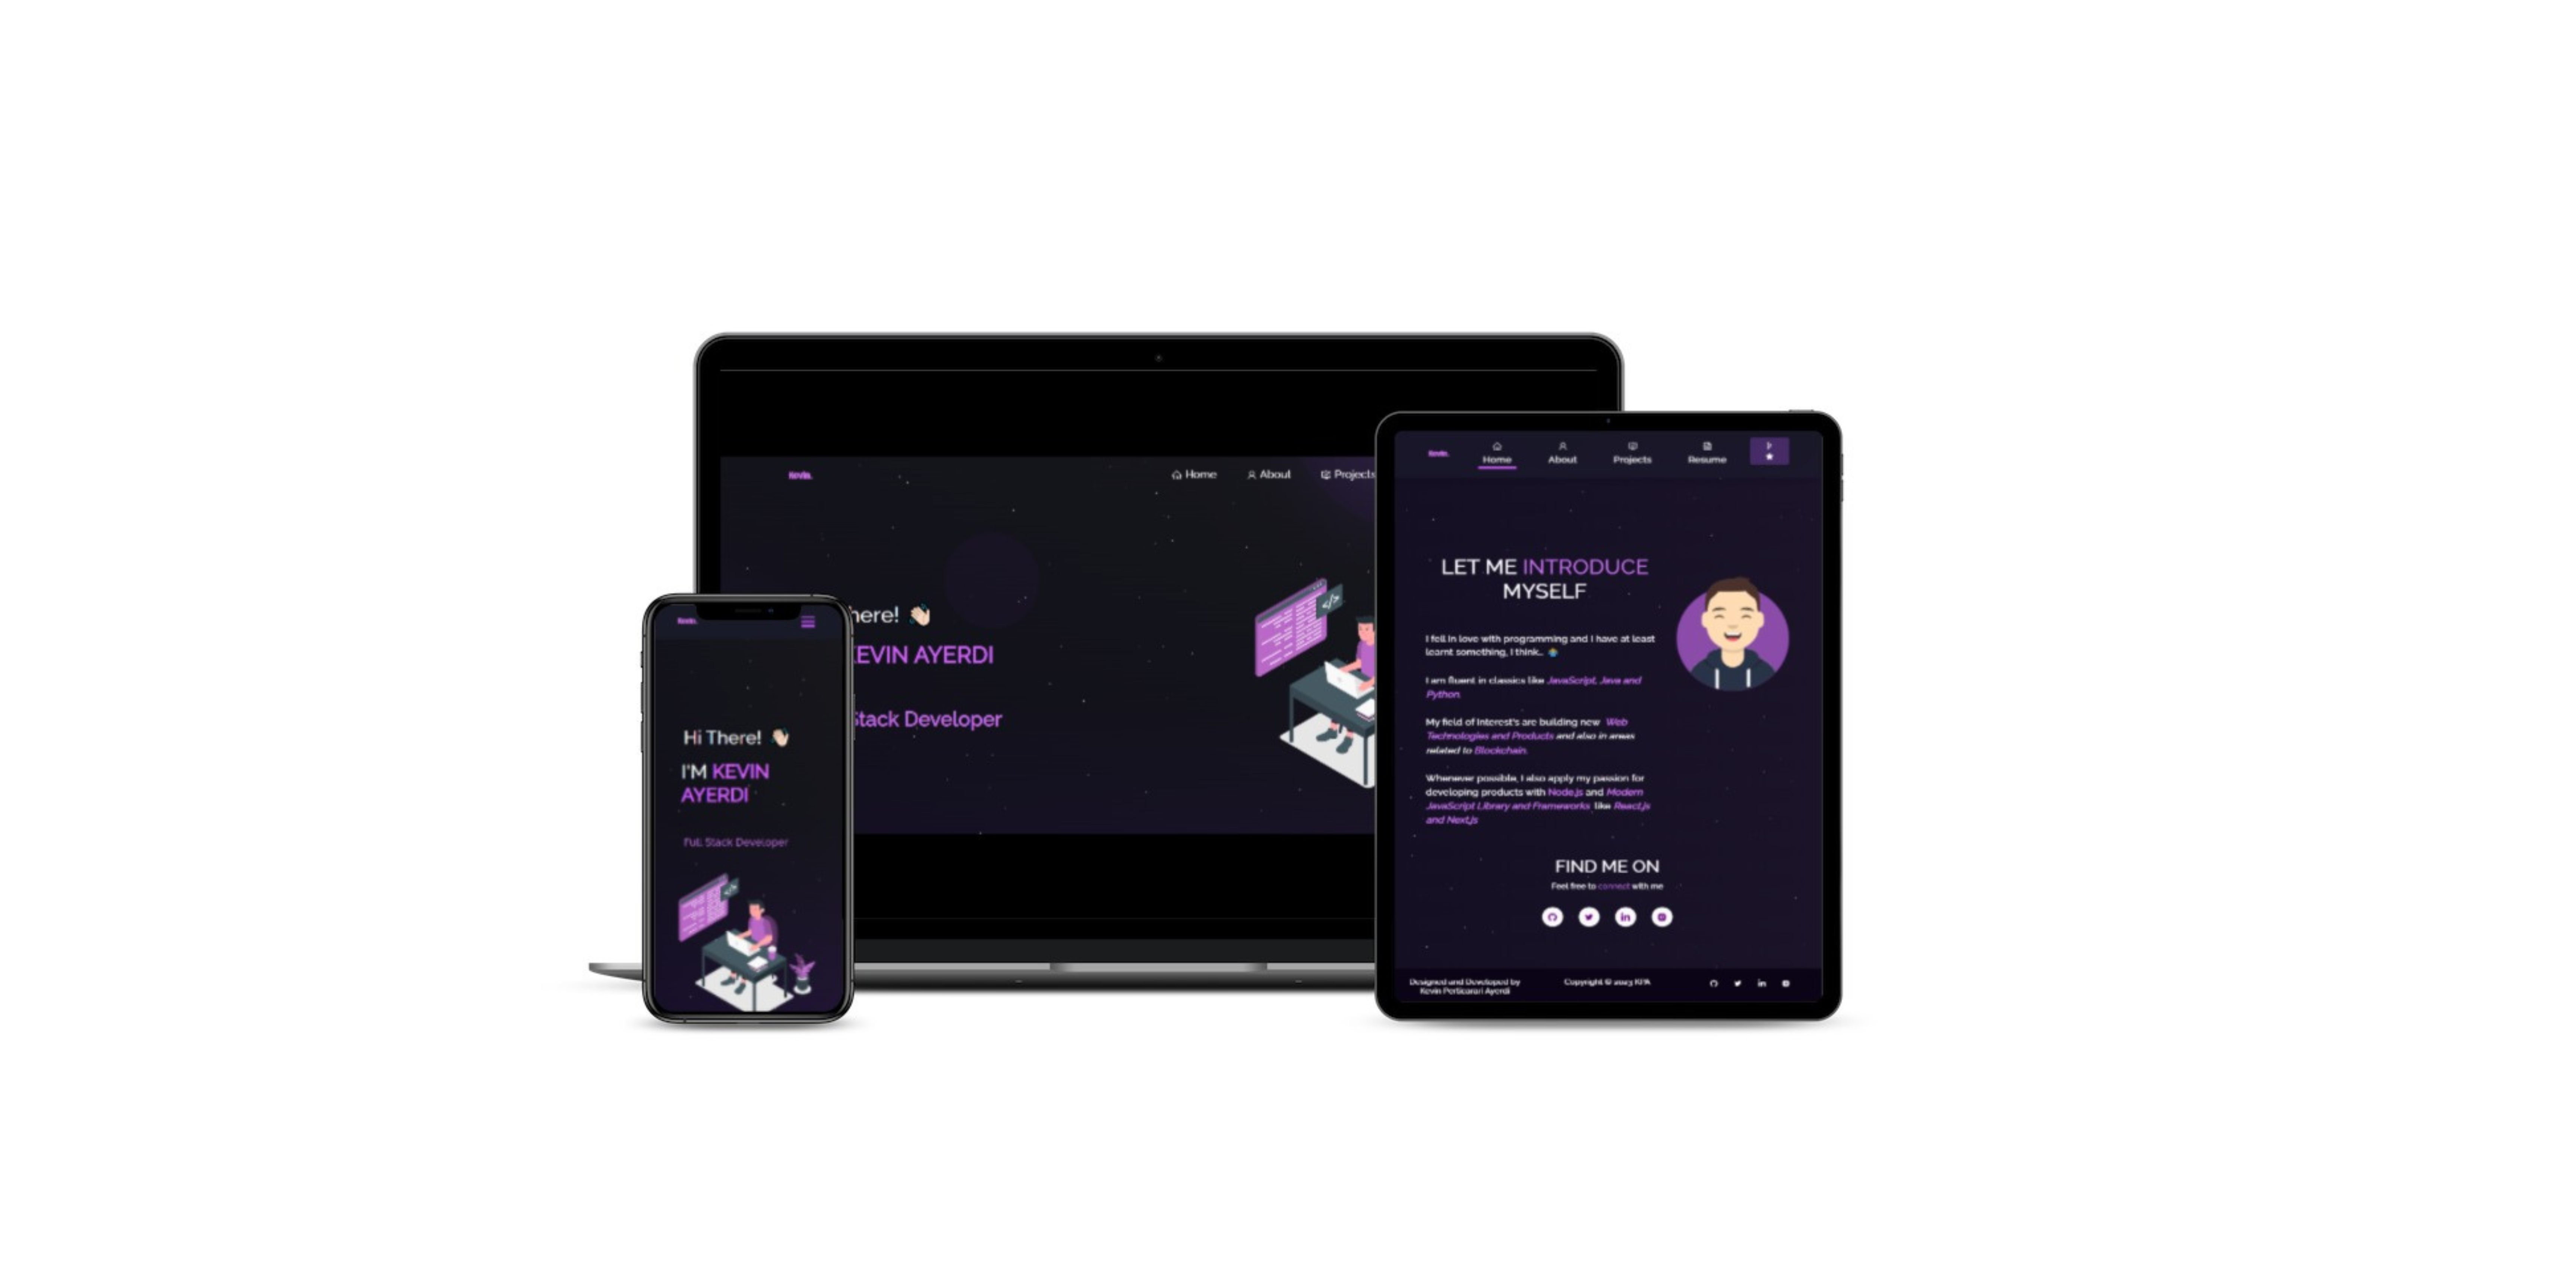 Kevin.
Home
About
Projects
here!
KEVIN AYERDI
Stack Developer
</>
Kevin.
Hi There!
I'M KEVIN
AYERDI
Full Stack Developer
</>
Kevin.
Home
About
Projects
Resume
LET ME INTRODUCE
MYSELF
I fell in love with programming and I have at least
learnt something, I think…
I am fluent in classics like JavaScript, Java and
Python.
My field of Interest's are building new Web
Technologies and Products and also in areas
related to Blockchain.
Whenever possible, I also apply my passion for
developing products with Node.js and Modern
JavaScript Library and Frameworks like React.js
and Next.js
FIND ME ON
Feel free to connect with me
in
Designed and Developed by
Kevin Porticarari Ayerdi
Copyright © 2023 KPA
in